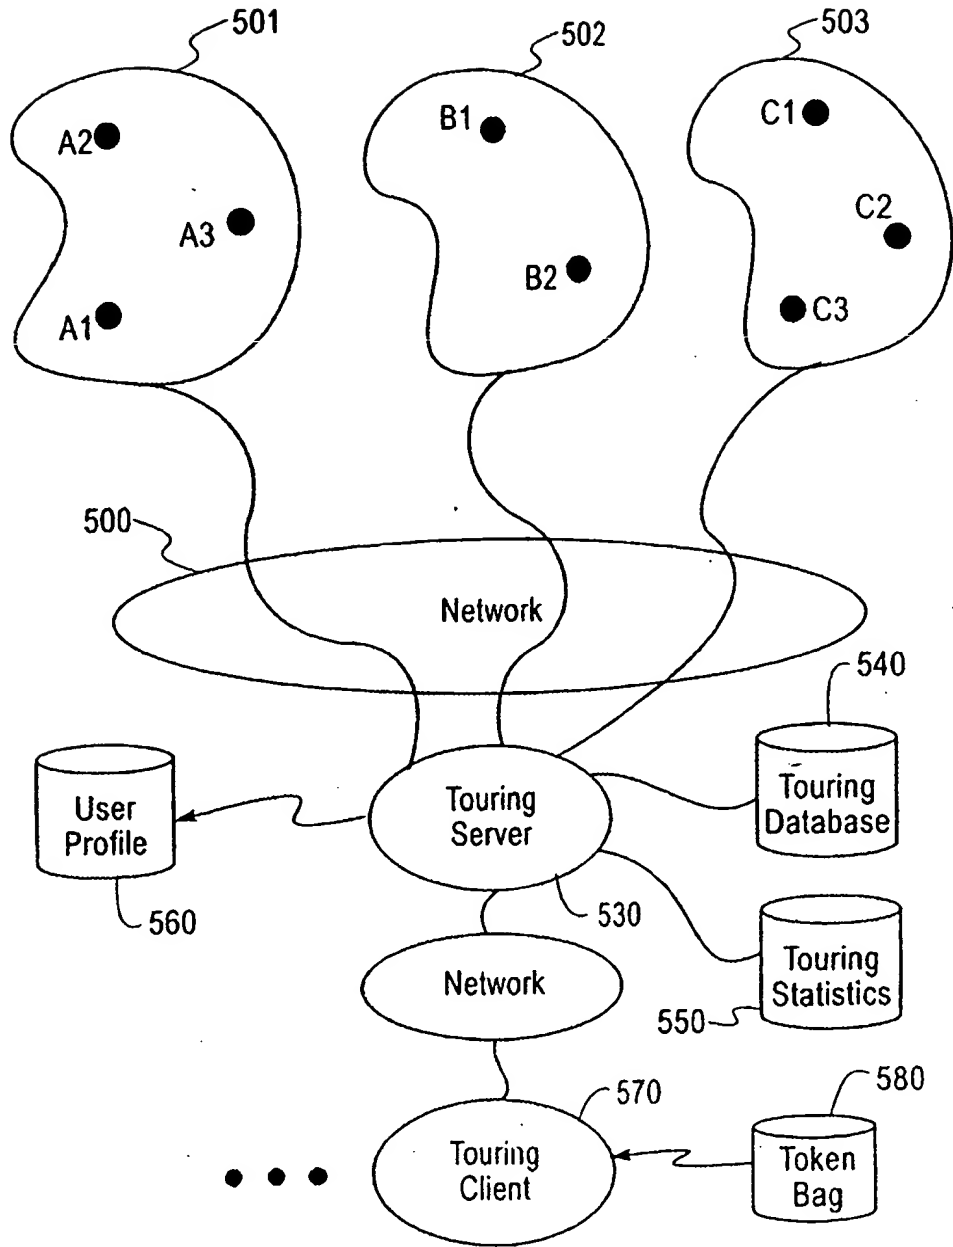 501
502
503
A2
B1
C1
A3
C2
B2
A1
C3
500
Network
540
User
Profile
Touring
Server
Touring
Database
560
530
Network
Touring
Statistics
550
570
580
Touring
Client
Token
Bag